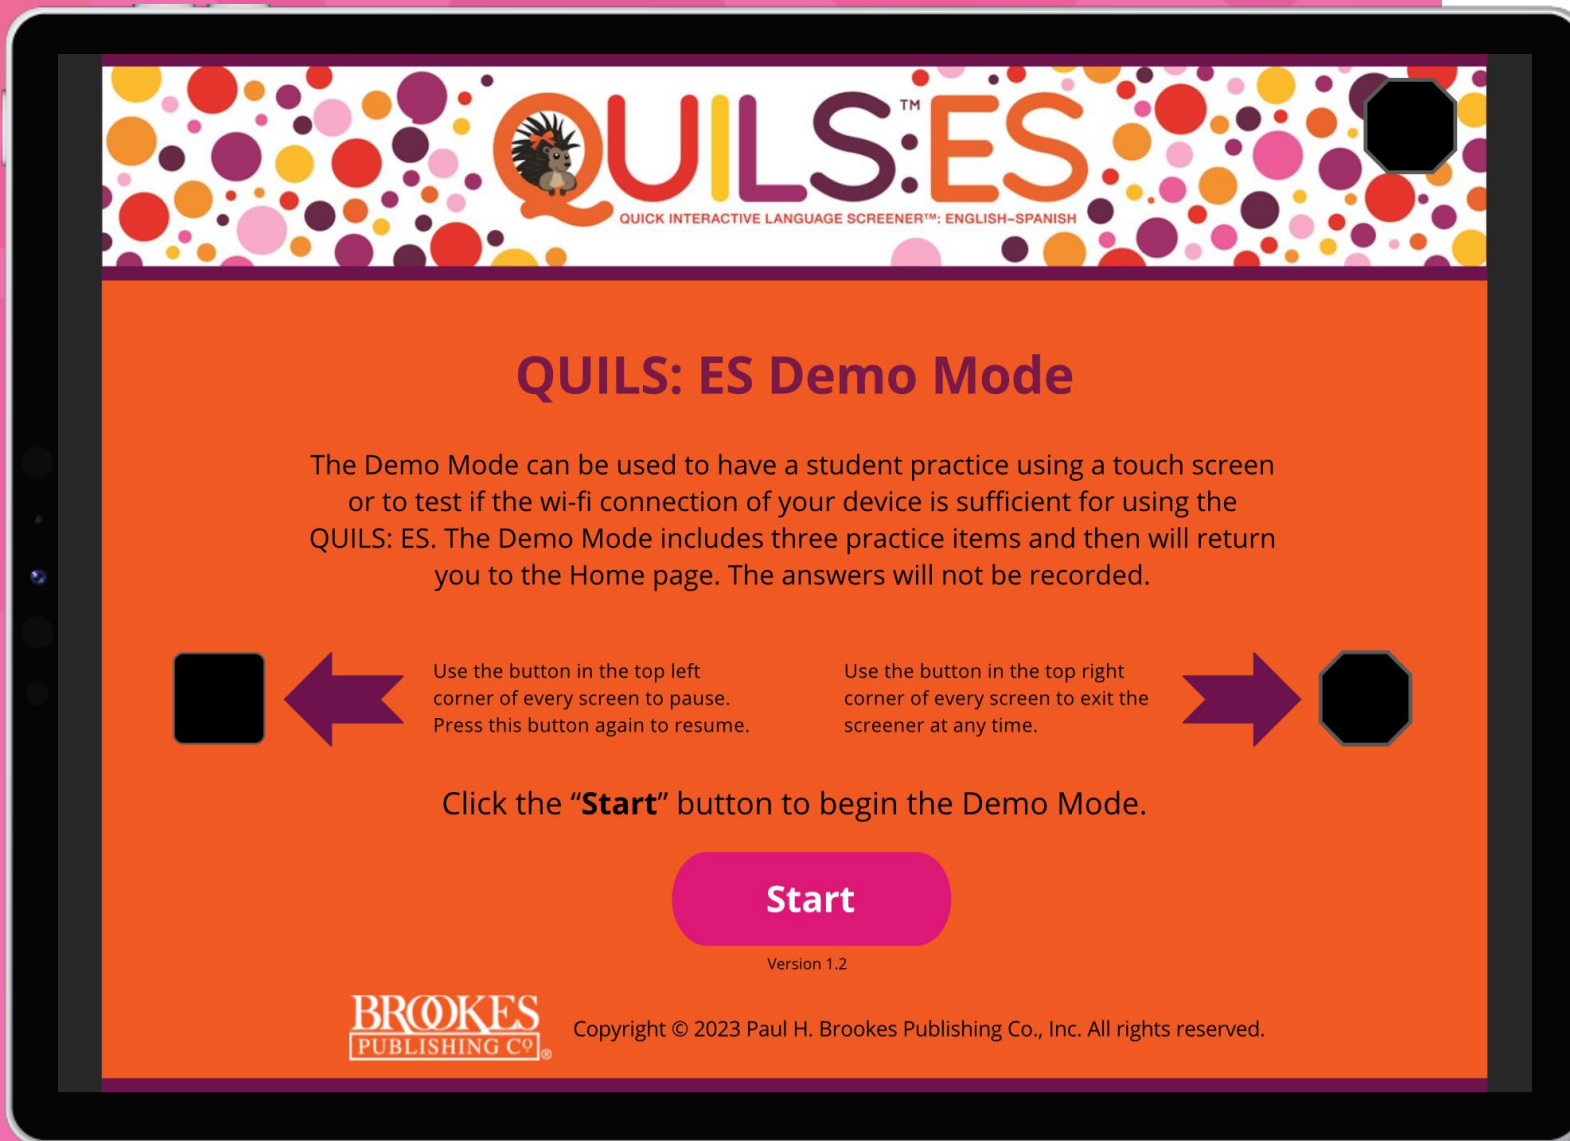 QUILS:ES™
QUICK INTERACTIVE LANGUAGE SCREENER™: ENGLISH–SPANISH
QUILS: ES Demo Mode
The Demo Mode can be used to have a student practice using a touch screen
or to test if the wi-fi connection of your device is sufficient for using the
QUILS: ES. The Demo Mode includes three practice items and then will return
you to the Home page. The answers will not be recorded.
Use the button in the top left
corner of every screen to pause.
Press this button again to resume.
Use the button in the top right
corner of every screen to exit the
screener at any time.
Click the “Start” button to begin the Demo Mode.
Start
Version 1.2
BROOKES
PUBLISHING CO®
Copyright © 2023 Paul H. Brookes Publishing Co., Inc. All rights reserved.